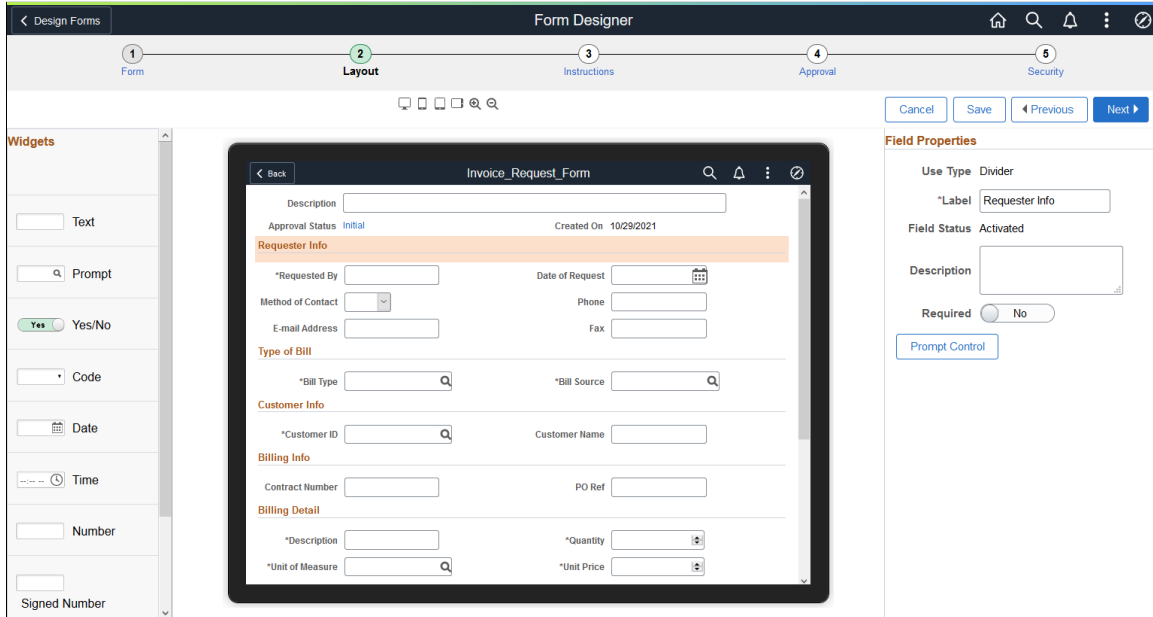 Design Forms
Form Designer
1 2 3 4 5
Form Layout Instructions Approval Security
Cancel Save Previous Next
Widgets
Text
Prompt
Yes Yes/No
Code
Date
--:-- -- Time
Number
Signed Number
Back Invoice_Request_Form
Description
Approval Status Initial Created On 10/29/2021
Requester Info
*Requested By Date of Request
Method of Contact Phone
E-mail Address Fax
Type of Bill
*Bill Type *Bill Source
Customer Info
*Customer ID Customer Name
Billing Info
Contract Number PO Ref
Billing Detail
*Description *Quantity
*Unit of Measure *Unit Price
Field Properties
Use Type Divider
*Label Requester Info
Field Status Activated
Description
Required No
Prompt Control